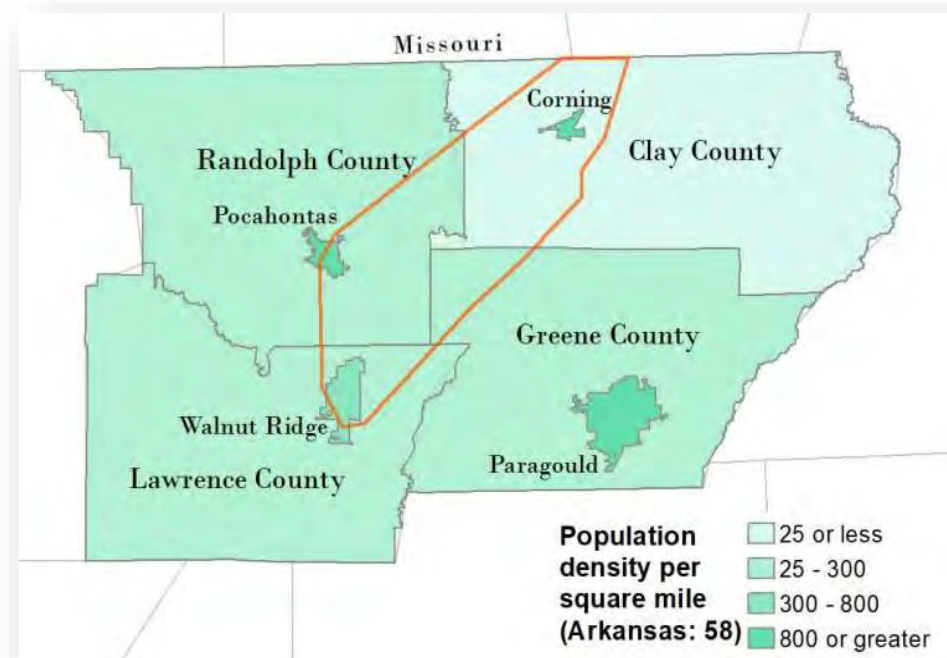 Missouri
Corning
Randolph County
Clay County
Pocahontas
Greene County
Walnut Ridge
Paragould
Lawrence County
Population
density per
square mile
(Arkansas: 58)
25 or less
25 - 300
300 - 800
800 or greater